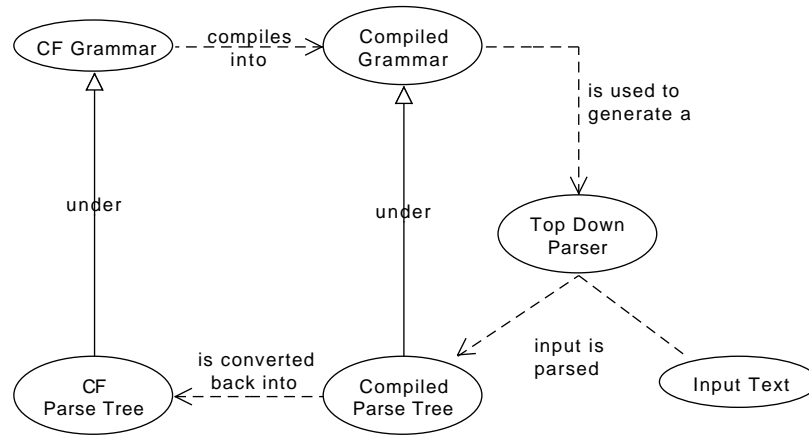 CF Grammar
compiles
into
Compiled
Grammar
is used to
generate a
under
under
Top Down
Parser
is converted
back into
input is
parsed
CF
Parse Tree
Compiled
Parse Tree
Input Text